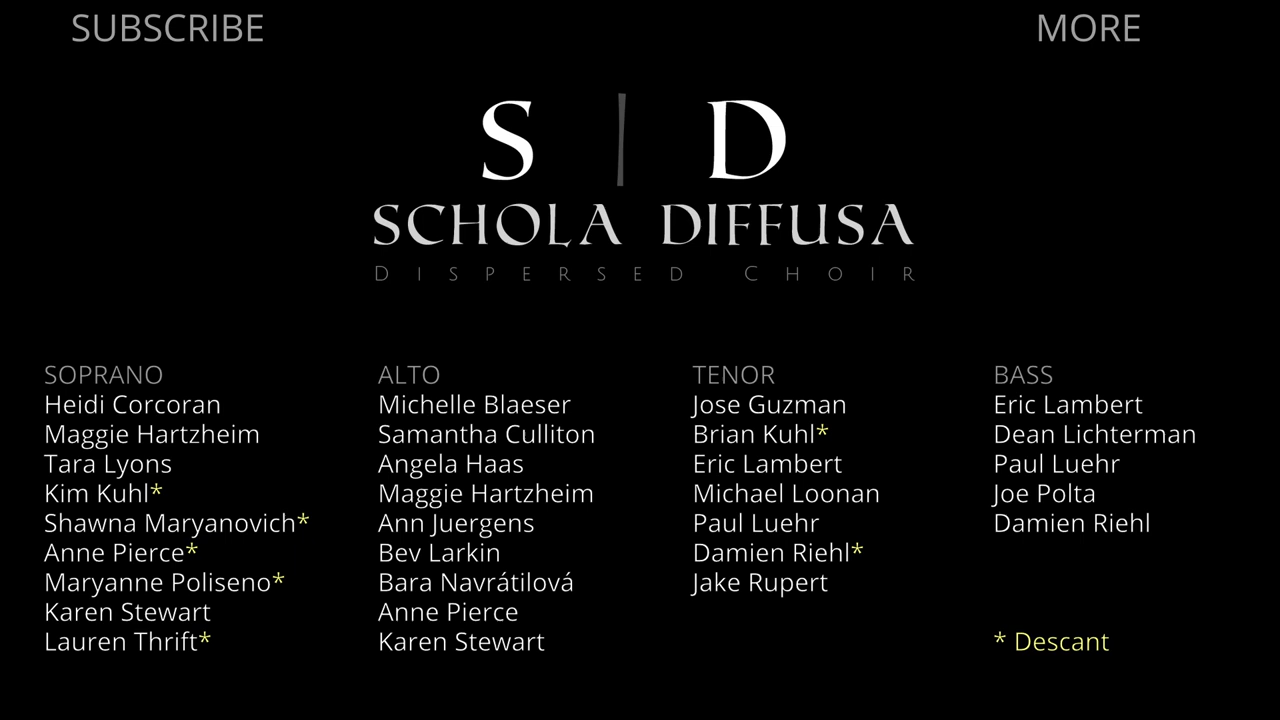 SUBSCRIBE
MORE
S | D
SCHOLA DIFFUSA
DISPERSED CHOIR
SOPRANO
Heidi Corcoran
Maggie Hartzheim
Tara Lyons
Kim Kuhl*
Shawna Maryanovich*
Anne Pierce*
Maryanne Poliseno*
Karen Stewart
Lauren Thrift*
ALTO
Michelle Blaeser
Samantha Culliton
Angela Haas
Maggie Hartzheim
Ann Juergens
Bev Larkin
Bara Navrátilová
Anne Pierce
Karen Stewart
TENOR
Jose Guzman
Brian Kuhl*
Eric Lambert
Michael Loonan
Paul Luehr
Damien Riehl*
Jake Rupert
BASS
Eric Lambert
Dean Lichterman
Paul Luehr
Joe Polta
Damien Riehl
* Descant